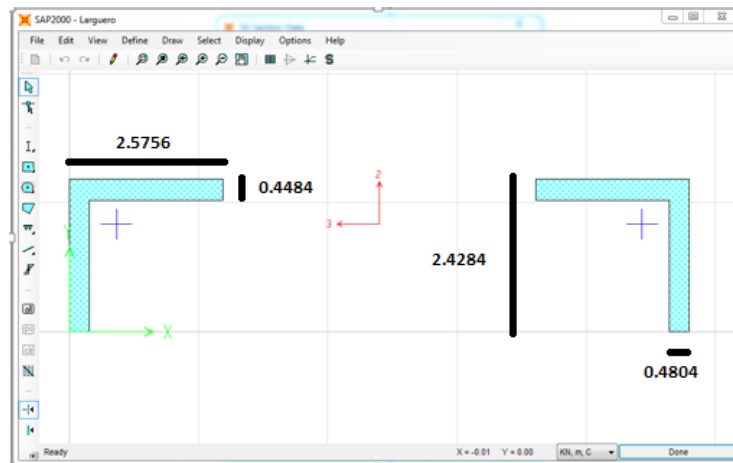 SAP2000 - Larguero
File Edit View Define Draw Select Display Options Help
2.5756
0.4484
2
3
2.4284
Y
X
0.4804
Ready
X = -0.01 Y = 0.00
KN, m, C
Done